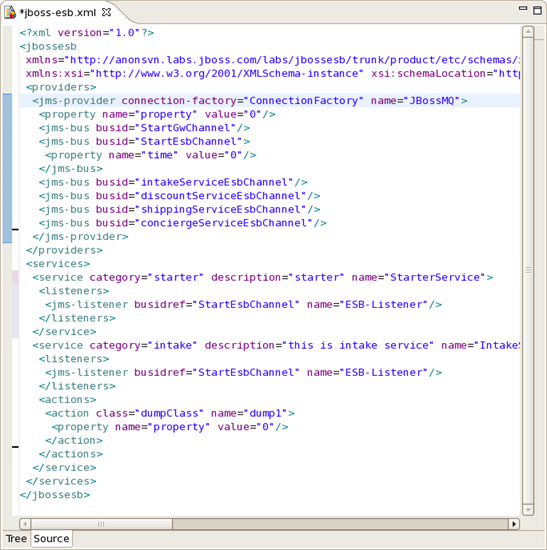 *jboss-esb.xml
<?xml version="1.0"?>
<jbossesb
xmlns="http://anonsvn.labs.jboss.com/labs/jbossesb/trunk/product/etc/schemas/
xmlns:xsi="http://www.w3.org/2001/XMLSchema-instance" xsi:schemaLocation="http
<providers>
<jms-provider connection-factory="ConnectionFactory" name="JBossMQ">
<property name="property" value="0"/>
<jms-bus busid="StartGwChannel"/>
<jms-bus busid="StartEsbChannel">
<property name="time" value="0"/>
</jms-bus>
<jms-bus busid="intakeServiceEsbChannel"/>
<jms-bus busid="discountServiceEsbChannel"/>
<jms-bus busid="shippingServiceEsbChannel"/>
<jms-bus busid="conciergeServiceEsbChannel"/>
</jms-provider>
</providers>
<services>
<service category="starter" description="starter" name="StarterService">
<listeners>
<jms-listener busidref="StartEsbChannel" name="ESB-Listener"/>
</listeners>
</service>
<service category="intake" description="this is intake service" name="IntakeS
<listeners>
<jms-listener busidref="StartEsbChannel" name="ESB-Listener"/>
</listeners>
<actions>
<action class="dumpClass" name="dump1">
<property name="property" value="0"/>
</action>
</actions>
</service>
</services>
</jbossesb>
Tree Source